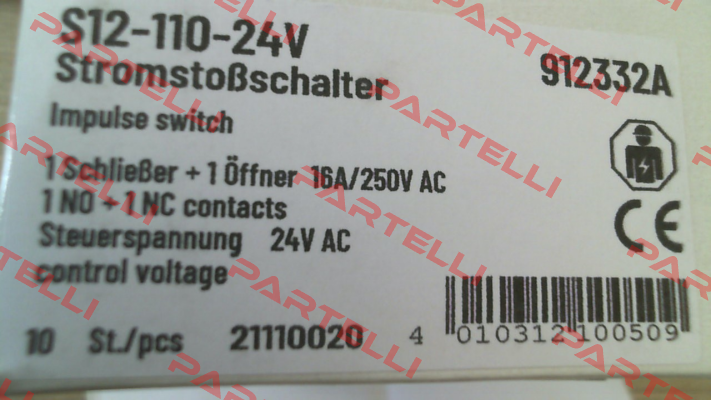 S12-110-24V
Stromstoßschalter 912332A
Impulse switch
1 Schließer + 1 Öffner 16A/250V AC
1 NO + 1 NC contacts
Steuerspannung 24V AC
control voltage
10 St./pcs 21110020 4 010312 100509
CE
PARTELLI
PARTELLI
PARTELLI
PARTELLI
PARTELLI